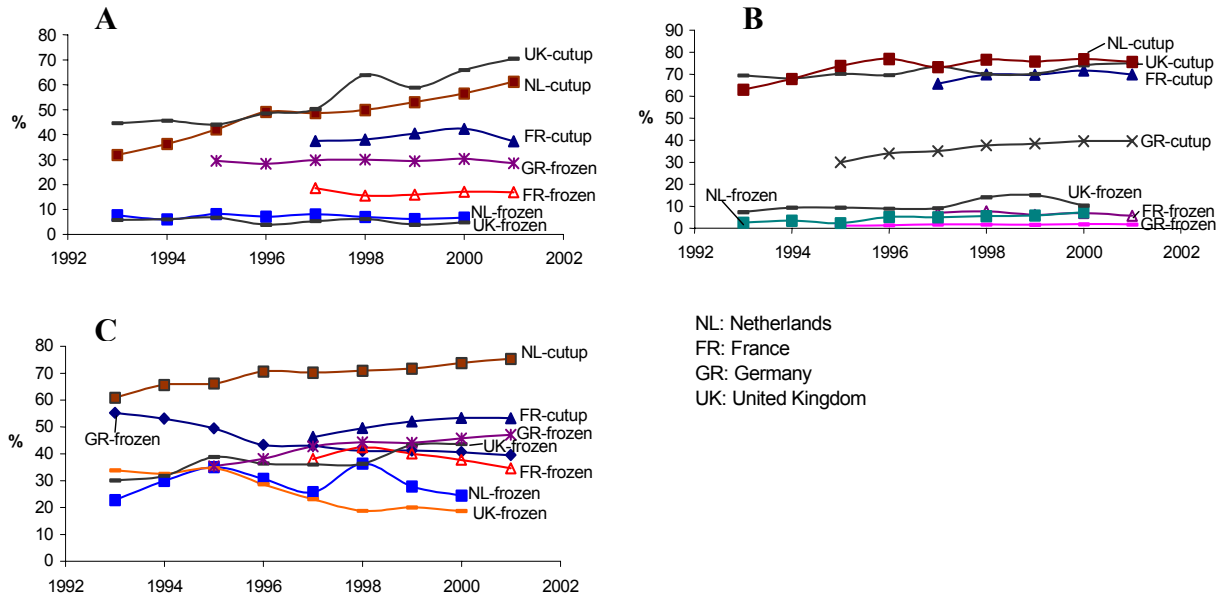 A
80
70
60
50
40
30
20
10
0
%
1992 1994 1996 1998 2000 2002
UK-cutup
NL-cutup
FR-cutup
GR-frozen
FR-frozen
NL-frozen
UK-frozen
B
90
80
70
60
50
40
30
20
10
0
%
1992 1994 1996 1998 2000 2002
NL-cutup
UK-cutup
FR-cutup
GR-cutup
NL-frozen
UK-frozen
FR-frozen
GR-frozen
C
80
70
60
50
40
30
20
10
0
%
1992 1994 1996 1998 2000 2002
NL-cutup
GR-frozen
FR-cutup
GR-frozen
UK-frozen
FR-frozen
NL-frozen
UK-frozen
NL: Netherlands
FR: France
GR: Germany
UK: United Kingdom